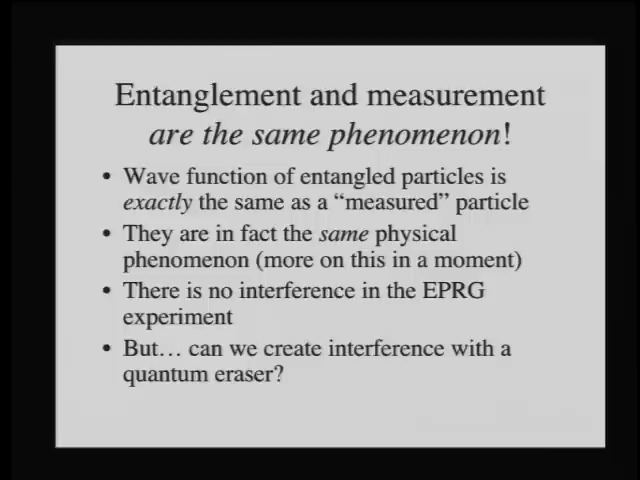 Entanglement and measurement
are the same phenomenon!
• Wave function of entangled particles is
exactly the same as a “measured” particle
• They are in fact the same physical
phenomenon (more on this in a moment)
• There is no interference in the EPRG
experiment
• But… can we create interference with a
quantum eraser?